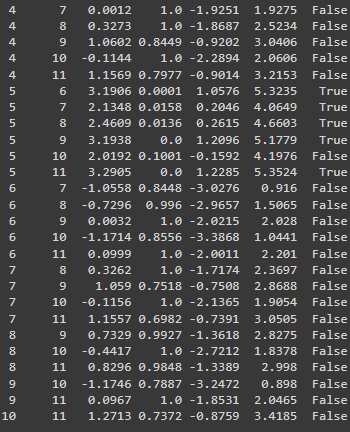 4 7 0.0012 1.0 -1.9251 1.9275 False
4 8 0.3273 1.0 -1.8687 2.5234 False
4 9 1.0602 0.8449 -0.9202 3.0406 False
4 10 -0.1144 1.0 -2.2894 2.0606 False
4 11 1.1569 0.7977 -0.9014 3.2153 False
5 6 3.1906 0.0001 1.0576 5.3235 True
5 7 2.1348 0.0158 0.2046 4.0649 True
5 8 2.4609 0.0136 0.2615 4.6603 True
5 9 3.1938 0.0 1.2096 5.1779 True
5 10 2.0192 0.1001 -0.1592 4.1976 False
5 11 3.2905 0.0 1.2285 5.3524 True
6 7 -1.0558 0.8448 -3.0276 0.916 False
6 8 -0.7296 0.996 -2.9657 1.5065 False
6 9 0.0032 1.0 -2.0215 2.028 False
6 10 -1.1714 0.8556 -3.3868 1.0441 False
6 11 0.0999 1.0 -2.0011 2.201 False
7 8 0.3262 1.0 -1.7174 2.3697 False
7 9 1.059 0.7518 -0.7508 2.8688 False
7 10 -0.1156 1.0 -2.1365 1.9054 False
7 11 1.1557 0.6982 -0.7391 3.0505 False
8 9 0.7329 0.9927 -1.3618 2.8275 False
8 10 -0.4417 1.0 -2.7212 1.8378 False
8 11 0.8296 0.9848 -1.3389 2.998 False
9 10 -1.1746 0.7887 -3.2472 0.898 False
9 11 0.0967 1.0 -1.8531 2.0465 False
10 11 1.2713 0.7372 -0.8759 3.4185 False